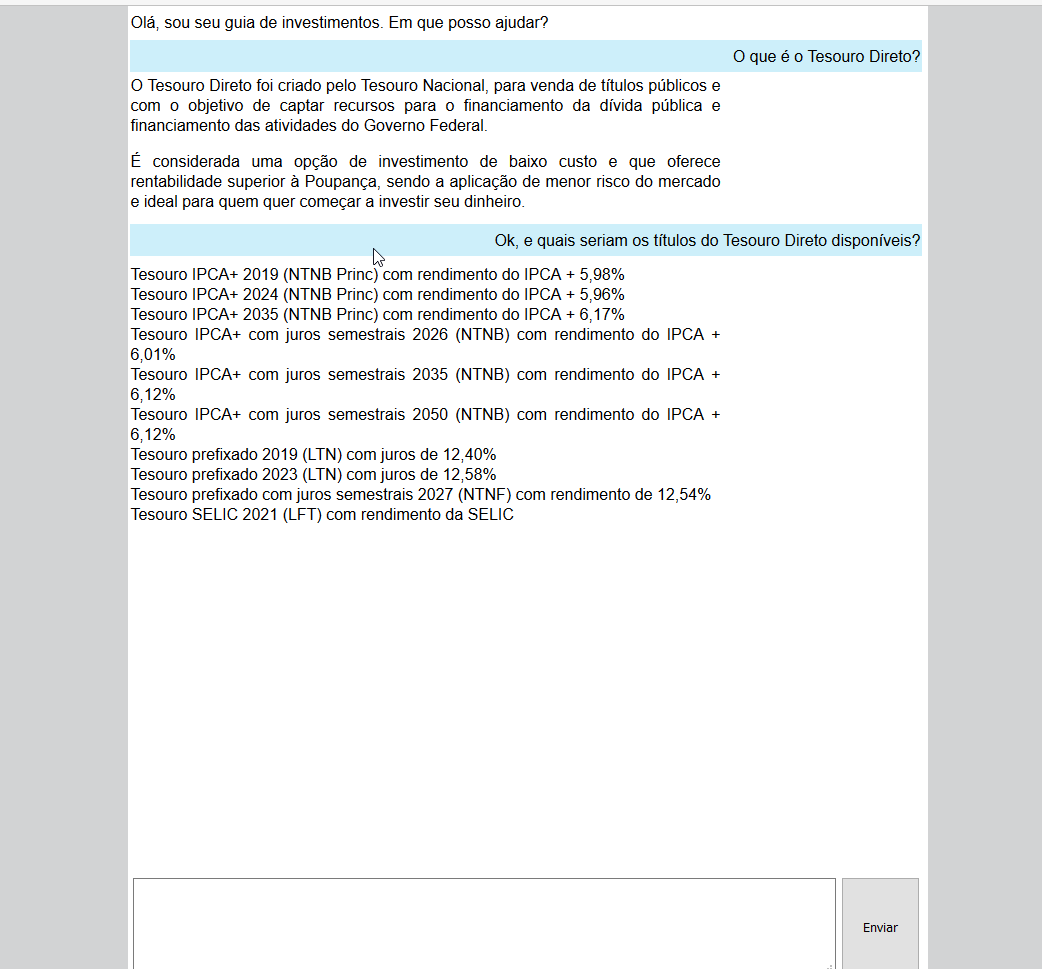 Olá, sou seu guia de investimentos. Em que posso ajudar?
O que é o Tesouro Direto?
O Tesouro Direto foi criado pelo Tesouro Nacional, para venda de títulos públicos e
com o objetivo de captar recursos para o financiamento da dívida pública e
financiamento das atividades do Governo Federal.
É considerada uma opção de investimento de baixo custo e que oferece
rentabilidade superior à Poupança, sendo a aplicação de menor risco do mercado
e ideal para quem quer começar a investir seu dinheiro.
Ok, e quais seriam os títulos do Tesouro Direto disponíveis?
Tesouro IPCA+ 2019 (NTNB Princ) com rendimento do IPCA + 5,98%
Tesouro IPCA+ 2024 (NTNB Princ) com rendimento do IPCA + 5,96%
Tesouro IPCA+ 2035 (NTNB Princ) com rendimento do IPCA + 6,17%
Tesouro IPCA+ com juros semestrais 2026 (NTNB) com rendimento do IPCA +
6,01%
Tesouro IPCA+ com juros semestrais 2035 (NTNB) com rendimento do IPCA +
6,12%
Tesouro IPCA+ com juros semestrais 2050 (NTNB) com rendimento do IPCA +
6,12%
Tesouro prefixado 2019 (LTN) com juros de 12,40%
Tesouro prefixado 2023 (LTN) com juros de 12,58%
Tesouro prefixado com juros semestrais 2027 (NTNF) com rendimento de 12,54%
Tesouro SELIC 2021 (LFT) com rendimento da SELIC
Enviar